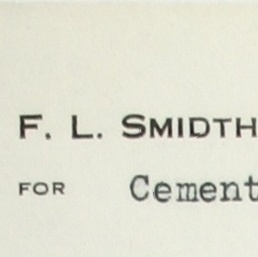 F. L. SMIDTH
FOR Cement